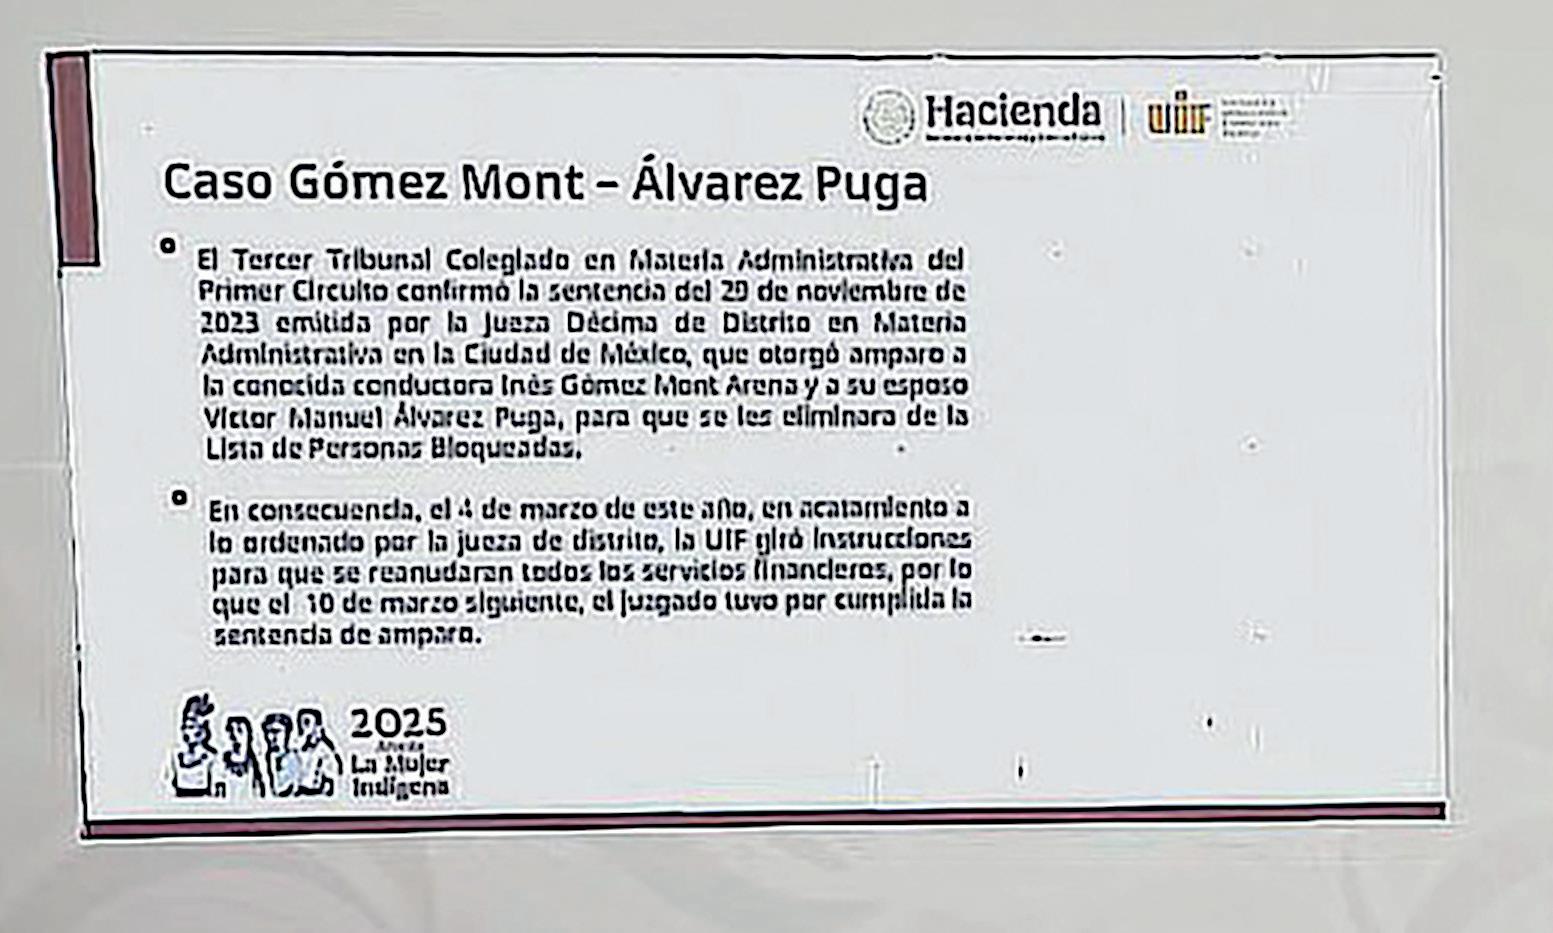 Hacienda | UIF
Caso Gómez Mont – Álvarez Puga
El Tercer Tribunal Colegiado en Materia Administrativa del
Primer Circuito confirmó la sentencia del 29 de noviembre de
2023 emitida por la Jueza Décima de Distrito en Materia
Administrativa en la Ciudad de México, que otorgó amparo a
la conocida conductora Inés Gómez Mont Arena y a su esposo
Víctor Manuel Álvarez Puga, para que se les eliminara de la
Lista de Personas Bloqueadas.
En consecuencia, el 4 de marzo de este año, en acatamiento a
lo ordenado por la jueza de distrito, la UIF giró instrucciones
para que se reanudaran todos los servicios financieros, por lo
que el 10 de marzo siguiente, el juzgado tuvo por cumplida la
sentencia de amparo.
2025
La Mujer
Indígena